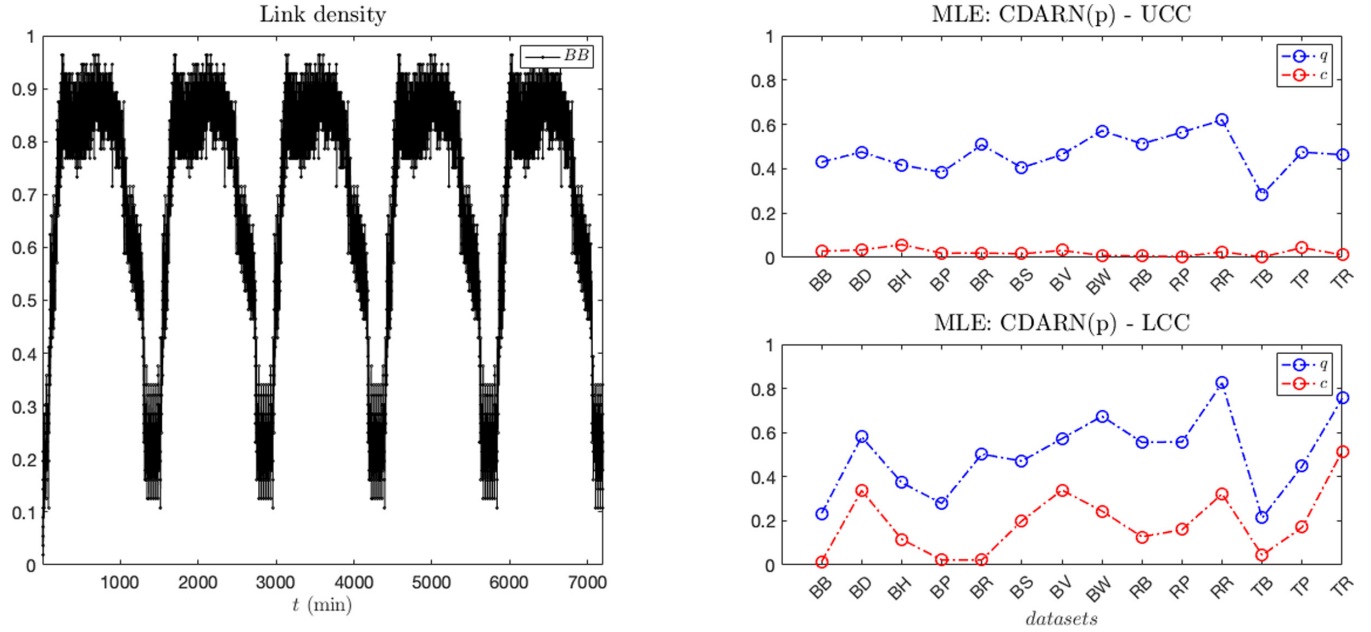 Link density
BB
1
0.9
0.8
0.7
0.6
0.5
0.4
0.3
0.2
0.1
0
1000 2000 3000 4000 5000 6000 7000
t (min)
MLE: CDARN(p) - UCC
q
c
1
0.8
0.6
0.4
0.2
0
BB BD BH BP BR BS BV BW RB RP RR TB TP TR
MLE: CDARN(p) - LCC
q
c
1
0.8
0.6
0.4
0.2
0
BB BD BH BP BR BS BV BW RB RP RR TB TP TR
datasets